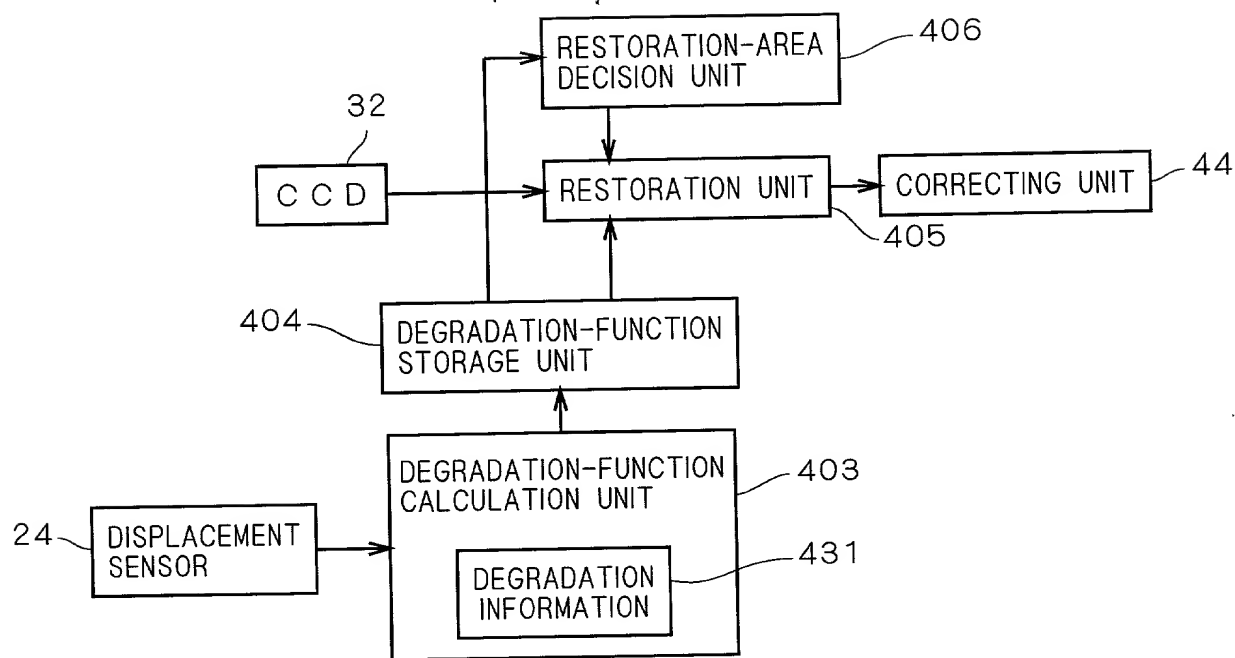 RESTORATION-AREA
DECISION UNIT
406
32
CCD
RESTORATION UNIT
405
CORRECTING UNIT
44
404
DEGRADATION-FUNCTION
STORAGE UNIT
DEGRADATION-FUNCTION
CALCULATION UNIT
403
24
DISPLACEMENT
SENSOR
DEGRADATION
INFORMATION
431